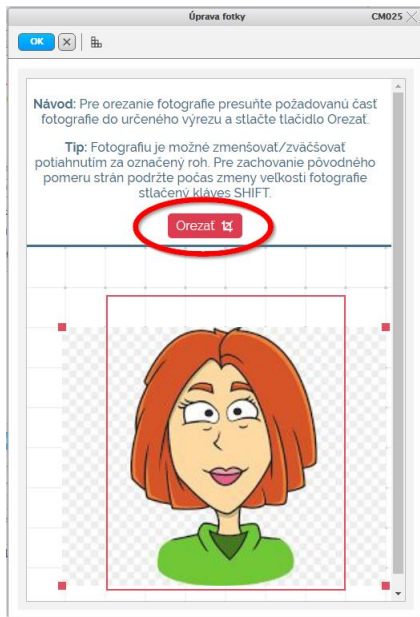 Úprava fotky CM025
OK
Návod: Pre orezanie fotografie presuňte požadovanú časť
fotografie do určeného výrezu a stlačte tlačidlo Orezať.
Tip: Fotografiu je možné zmenšovať/zväčšovať
potiahnutím za označený roh. Pre zachovanie pôvodného
pomeru strán podržte počas zmeny veľkosti fotografie
stlačený kláves SHIFT.
Orezať